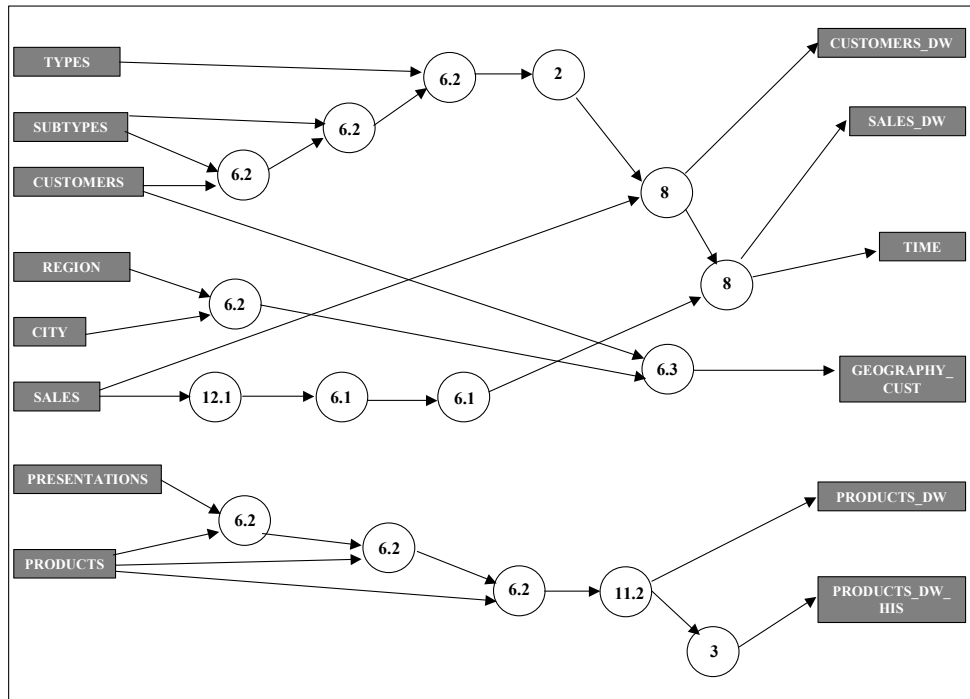 CUSTOMERS_DW
TYPES
6.2
2
SUBTYPES
6.2
SALES_DW
CUSTOMERS
6.2
8
REGION
TIME
6.2
8
CITY
6.3
GEOGRAPHY_
CUST
SALES
12.1
6.1
6.1
PRESENTATIONS
PRODUCTS_DW
6.2
6.2
PRODUCTS
6.2
11.2
PRODUCTS_DW_
HIS
3